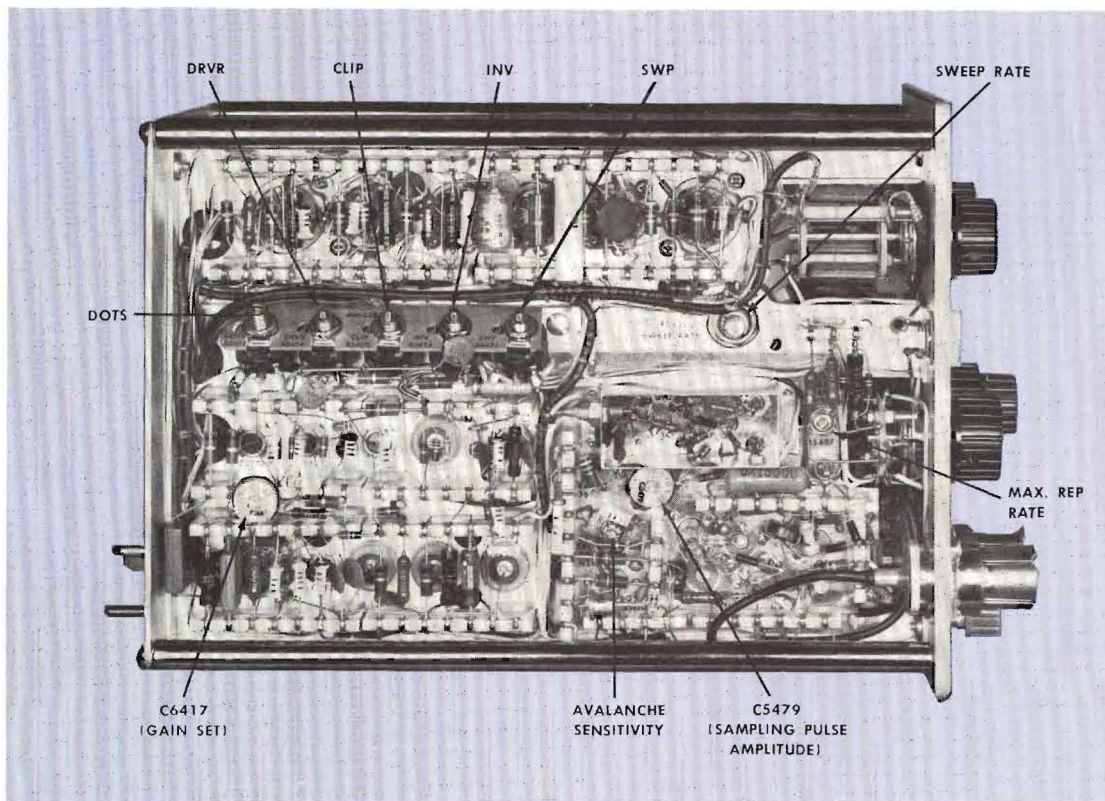 DRVR
CLIP
INV
SWP
SWEEP RATE
DOTS
MAX. REP
RATE
C6417
(GAIN SET)
AVALANCHE
SENSITIVITY
C5479
(SAMPLING PULSE
AMPLITUDE)